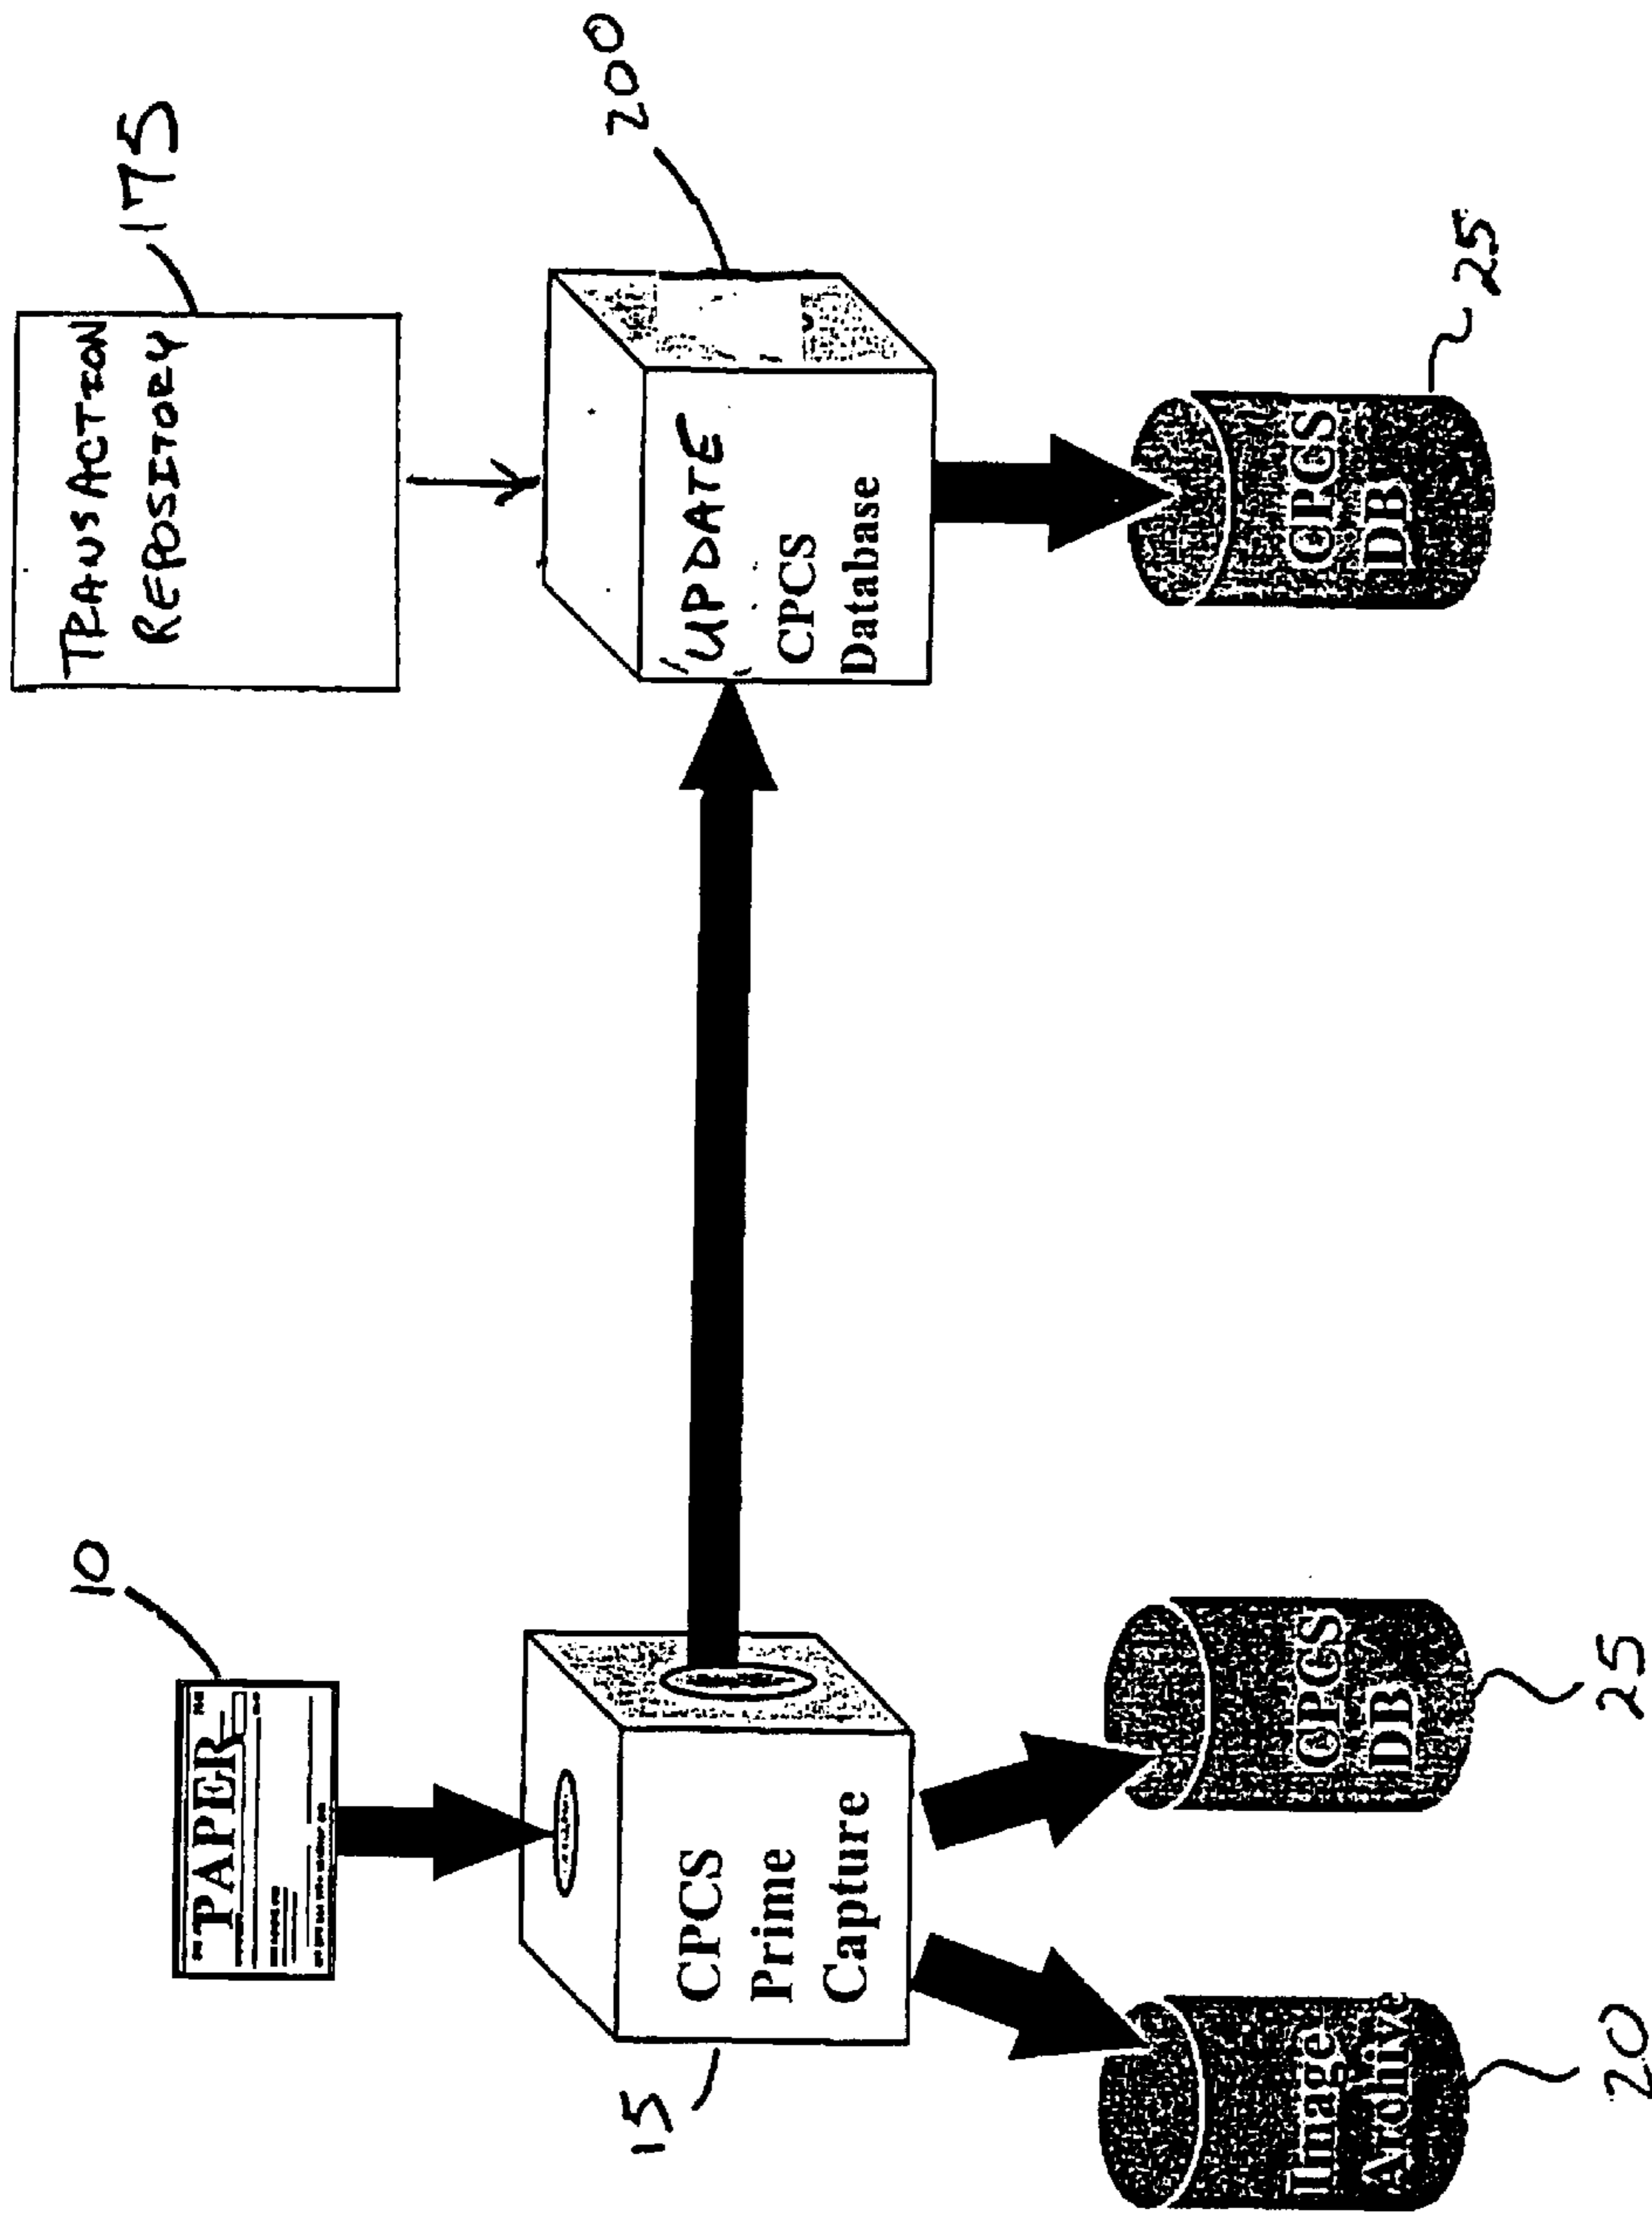 10
PAPER
CPCS
Prime
Capture
15
Image
Archive
20
CPCS
DB
25
TRANSACTION
REPOSITORY
175
"UPDATE"
CPCS
Database
200
CPCS
DB
25